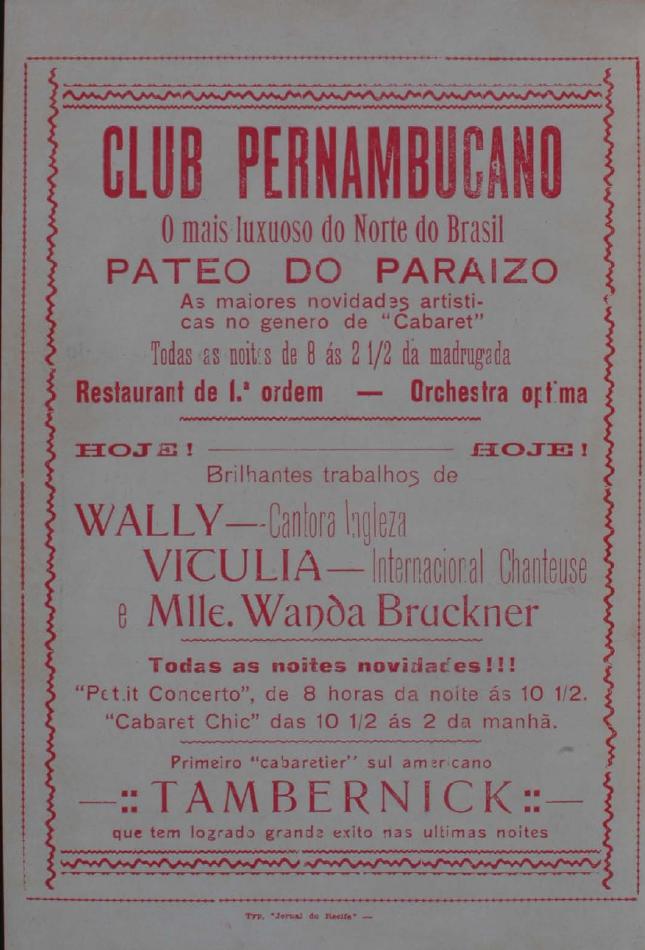 CLUB PERNAMBUCANO
O mais luxuoso do Norte do Brasil
PATEO DO PARAIZO
As maiores novidades artisti-
cas no genero de "Cabaret"
Todas as noites de 8 ás 2 1/2 da madrugada
Restaurant de 1.ª ordem — Orchestra optima
HOJE! HOJE!
Brilhantes trabalhos de
WALLY—Cantora Ingleza
VITULIA—Internacional Chanteuse
e Mlle. Wanda Bruckner
Todas as noites novidades!!!
"Petit Concerto", de 8 horas da noite ás 10 1/2.
"Cabaret Chic" das 10 1/2 ás 2 da manhã.
Primeiro "cabaretier" sul americano
—:: TAMBERNICK ::—
que tem logrado grande exito nas ultimas noites
Typ. "Jornal do Recife" —